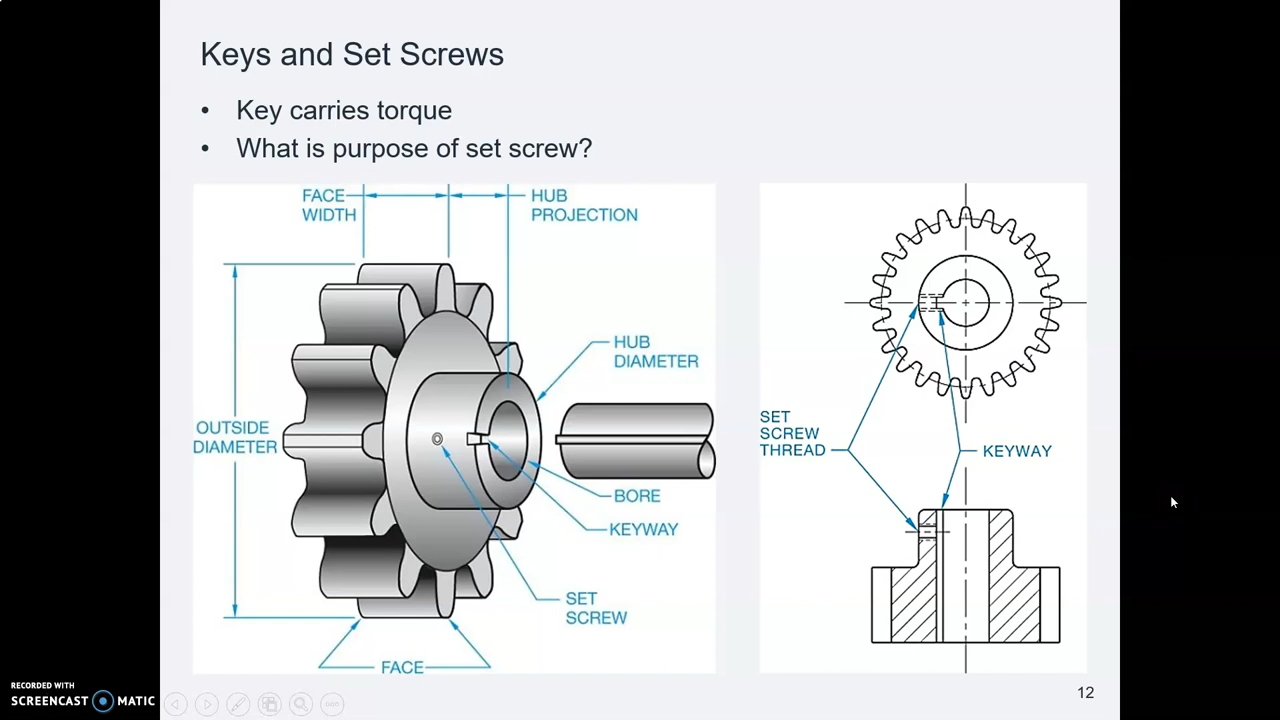 Keys and Set Screws
• Key carries torque
• What is purpose of set screw?
FACE
WIDTH
HUB
PROJECTION
HUB
DIAMETER
OUTSIDE
DIAMETER
BORE
KEYWAY
SET
SCREW
FACE
SET
SCREW
THREAD
KEYWAY
12
RECORDED WITH
SCREENCAST MATIC